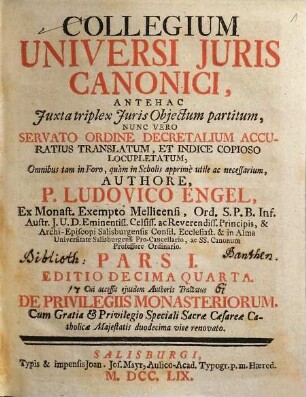 COLLEGIUM
UNIVERSI JURIS
CANONICI,
ANTEHAC
Juxta triplex Juris Objectum partitum,
NUNC VERO
SERVATO ORDINE DECRETALIUM ACCU-
RATIUS TRANSLATUM, ET INDICE COPIOSO
LOCUPLETATUM,
Omnibus tam in Foro, quàm in Scholis apprimè utile ac necessarium,
AUTHORE,
P. LUDOVICO ENGEL,
Ex Monast. Exempto Mellicensi, Ord. S. P. B. Inf.
Austr. J. U. D. Eminentiss. Celsiss. ac Reverendiss. Principis, &
Archi-Episcopi Salisburgensis Consil. Ecclesiast. & in Alma
Universitate Salisburgensi Pro-Cancellario, ac SS. Canonum
Professore Ordinario.
PARS I.
EDITIO DECIMA QUARTA.
Cui accessit ejusdem Authoris Tractatus
DE PRIVILEGIIS MONASTERIORUM.
Cum Gratia & Privilegio Speciali Sacræ Cæsareæ Ca-
tholicæ Majestatis duodecima vice renovato.
SALISBURGI,
Typis & impensis Joan. Jos. Mayr, Aulico-Acad. Typogr. p. m. Hæred.
M. DCC. LIX.